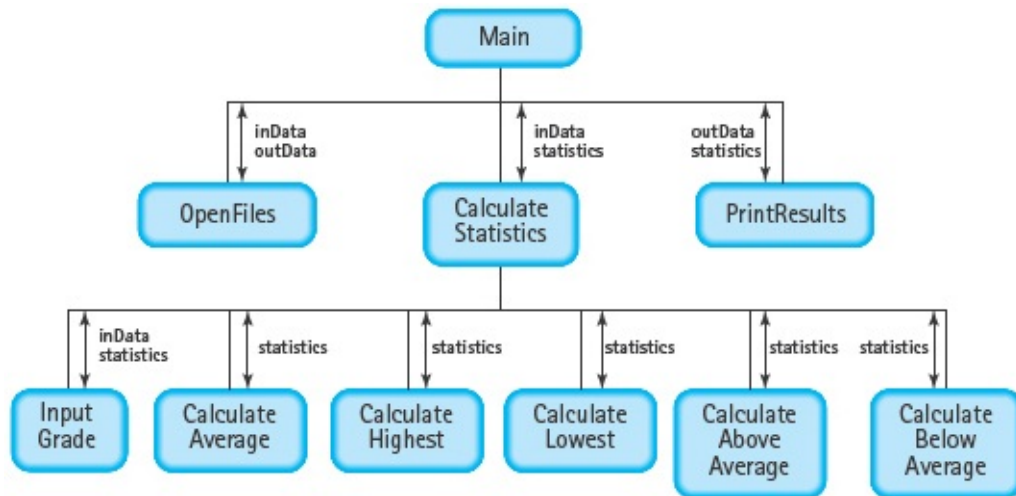 Main
inData
outData
inData
statistics
outData
statistics
OpenFiles
Calculate
Statistics
PrintResults
inData
statistics
statistics
statistics
statistics
statistics
statistics
Input
Grade
Calculate
Average
Calculate
Highest
Calculate
Lowest
Calculate
Above
Average
Calculate
Below
Average